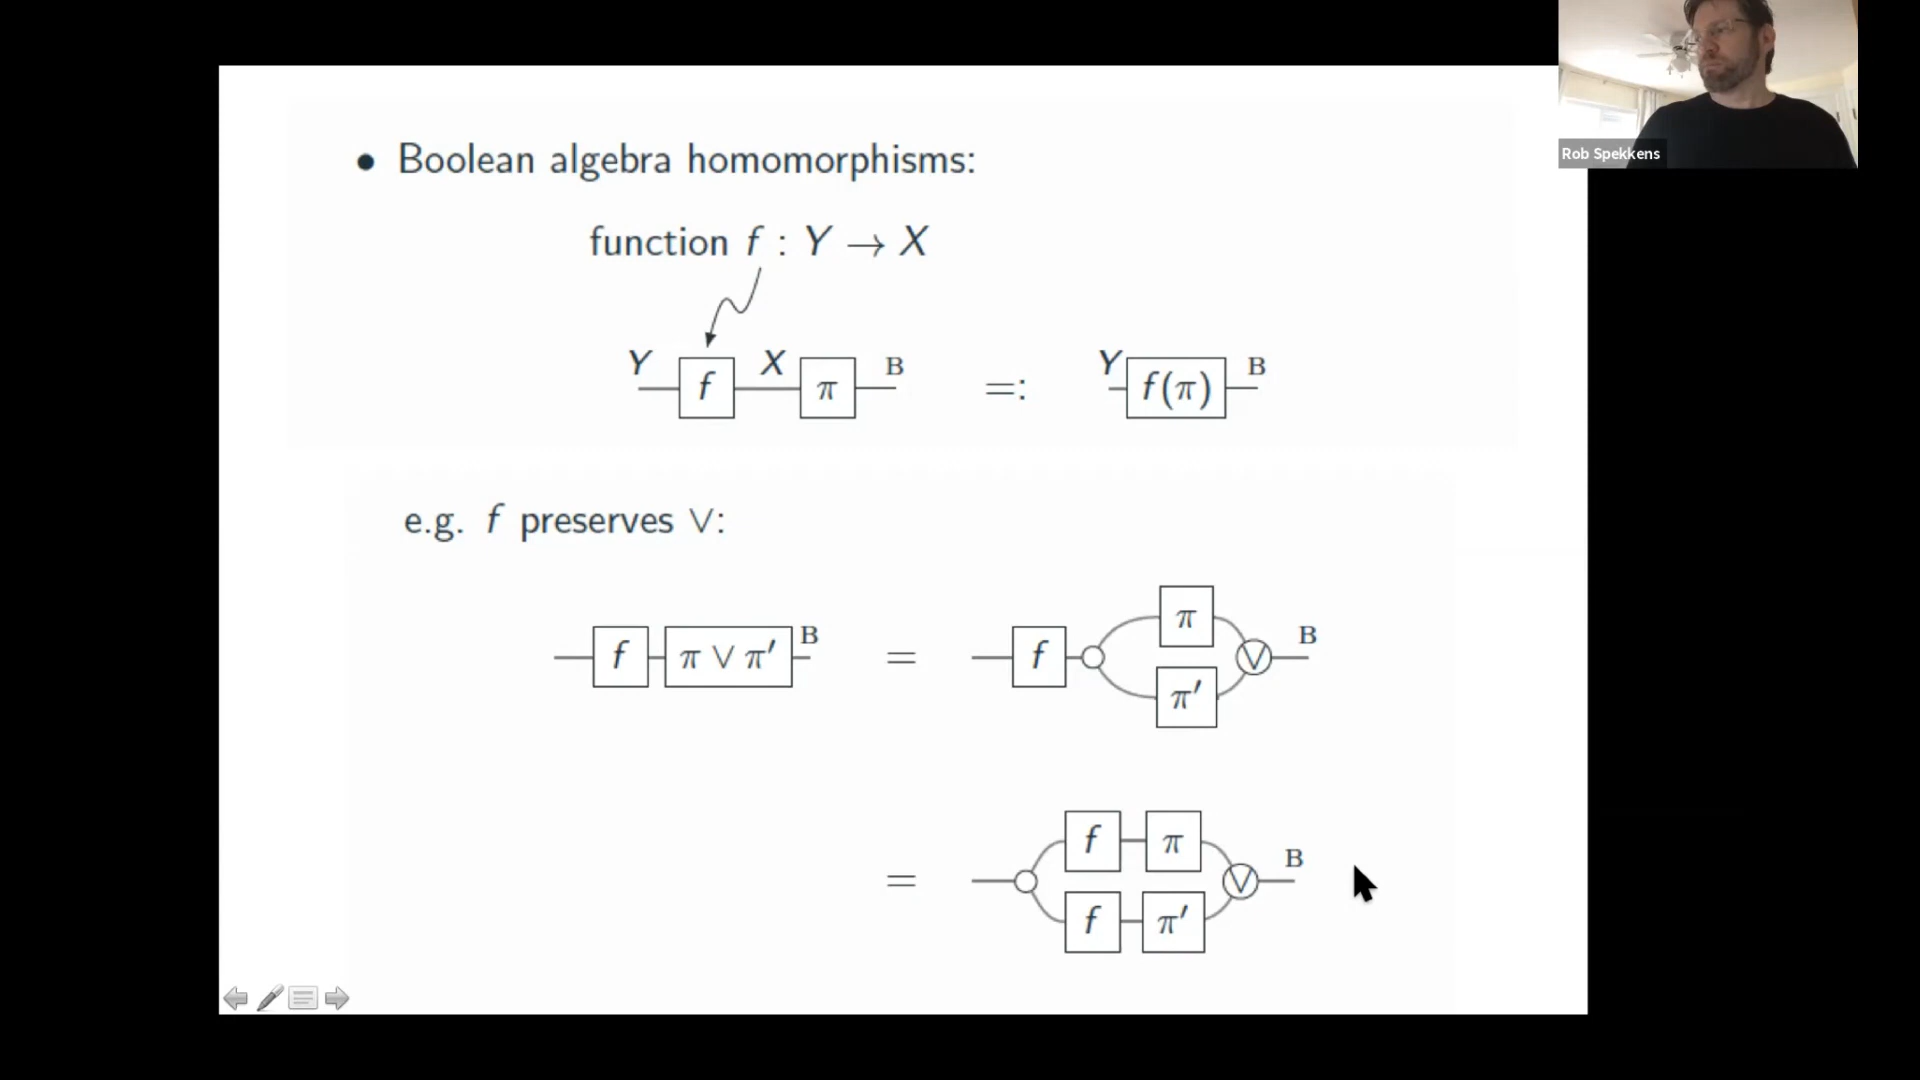 Rob Spekkens
• Boolean algebra homomorphisms:
function f : Y → X
Y f X π B =: Y f(π) B
e.g. f preserves ∨:
f π ∨ π′ B = f π π′ ∨ B
= f π f π′ ∨ B